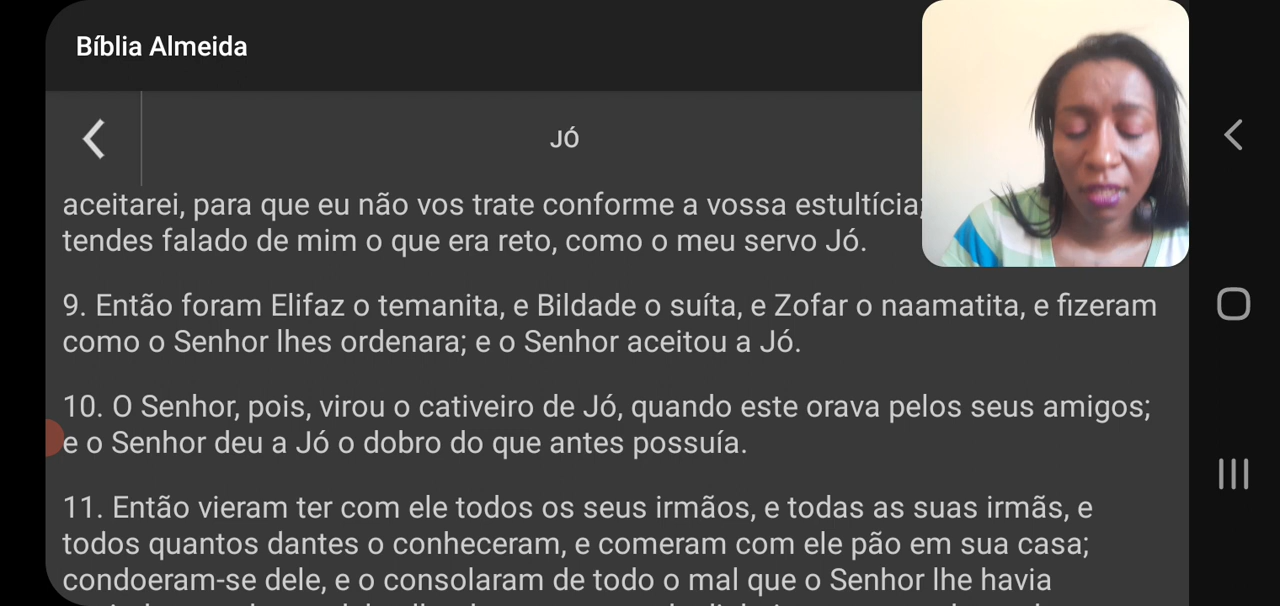 Bíblia Almeida
JÓ
aceitarei, para que eu não vos trate conforme a vossa estultícia;
tendes falado de mim o que era reto, como o meu servo Jó.
9. Então foram Elifaz o temanita, e Bildade o suíta, e Zofar o naamatita, e fizeram
como o Senhor lhes ordenara; e o Senhor aceitou a Jó.
10. O Senhor, pois, virou o cativeiro de Jó, quando este orava pelos seus amigos;
e o Senhor deu a Jó o dobro do que antes possuía.
11. Então vieram ter com ele todos os seus irmãos, e todas as suas irmãs, e
todos quantos dantes o conheceram, e comeram com ele pão em sua casa;
condoeram-se dele, e o consolaram de todo o mal que o Senhor lhe havia